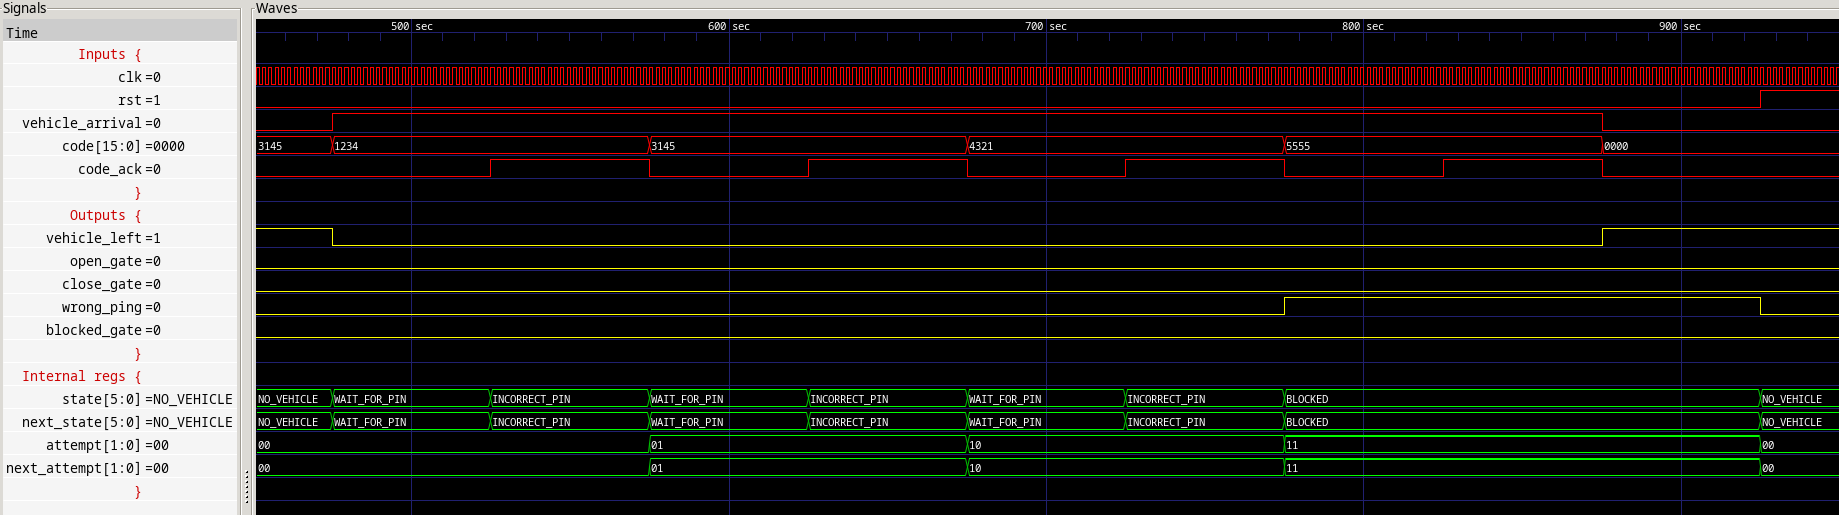 Signals
Waves
Time
500 sec 600 sec 700 sec 800 sec 900 sec
Inputs {
clk =0
rst =1
vehicle_arrival =0
code[15:0] =0000 3145 1234 3145 4321 5555 0000
code_ack =0
}
Outputs {
vehicle_left =1
open_gate =0
close_gate =0
wrong_ping =0
blocked_gate =0
}
Internal regs {
state[5:0] =NO_VEHICLE NO_VEHICLE WAIT_FOR_PIN INCORRECT_PIN WAIT_FOR_PIN INCORRECT_PIN WAIT_FOR_PIN INCORRECT_PIN BLOCKED NO_VEHICLE
next_state[5:0] =NO_VEHICLE NO_VEHICLE WAIT_FOR_PIN INCORRECT_PIN WAIT_FOR_PIN INCORRECT_PIN WAIT_FOR_PIN INCORRECT_PIN BLOCKED NO_VEHICLE
attempt[1:0] =00 00 01 10 11 00
next_attempt[1:0] =00 00 01 10 11 00
}